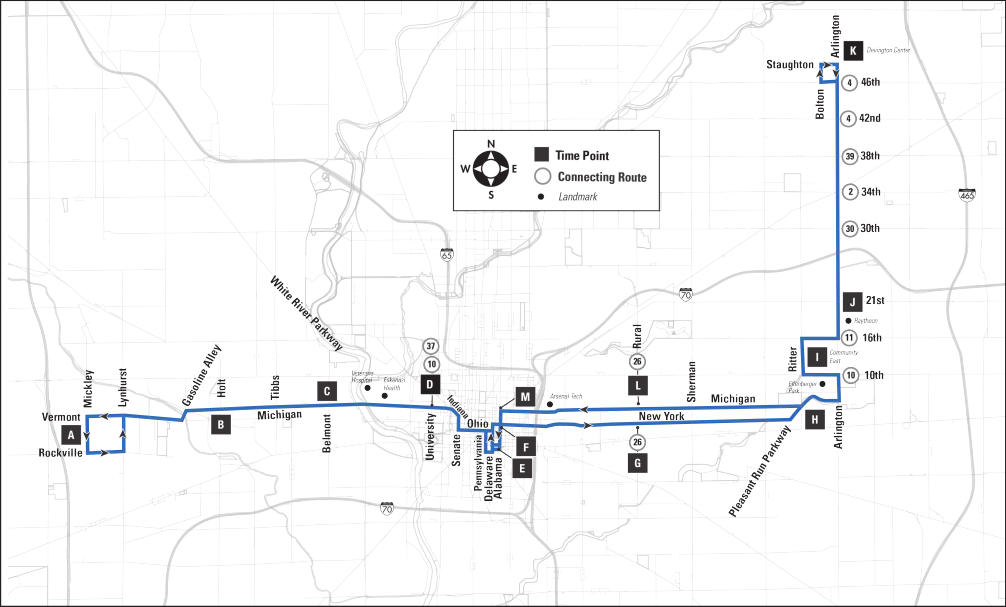 Arlington
K
Devington Center
Staughton
4
46th
Bolton
4
42nd
N
W
E
S
Time Point
Connecting Route
Landmark
39
38th
2
34th
465
30
30th
65
White River Parkway
70
J
21st
Raytheon
11
16th
Ritter
I
Community
East
Rural
26
37
10
Gasoline Alley
Mickley
Lynhurst
Holt
Tibbs
C
Veterans
Hospital
Eskenazi
Health
D
L
Sherman
10
10th
Ellenberger
Park
M
Arsenal Tech
Michigan
Indiana
Vermont
A
B
Michigan
Belmont
University
Senate
Ohio
New York
H
Arlington
Rockville
Pennsylvania
Delaware
Alabama
F
E
26
G
Pleasant Run Parkway
70